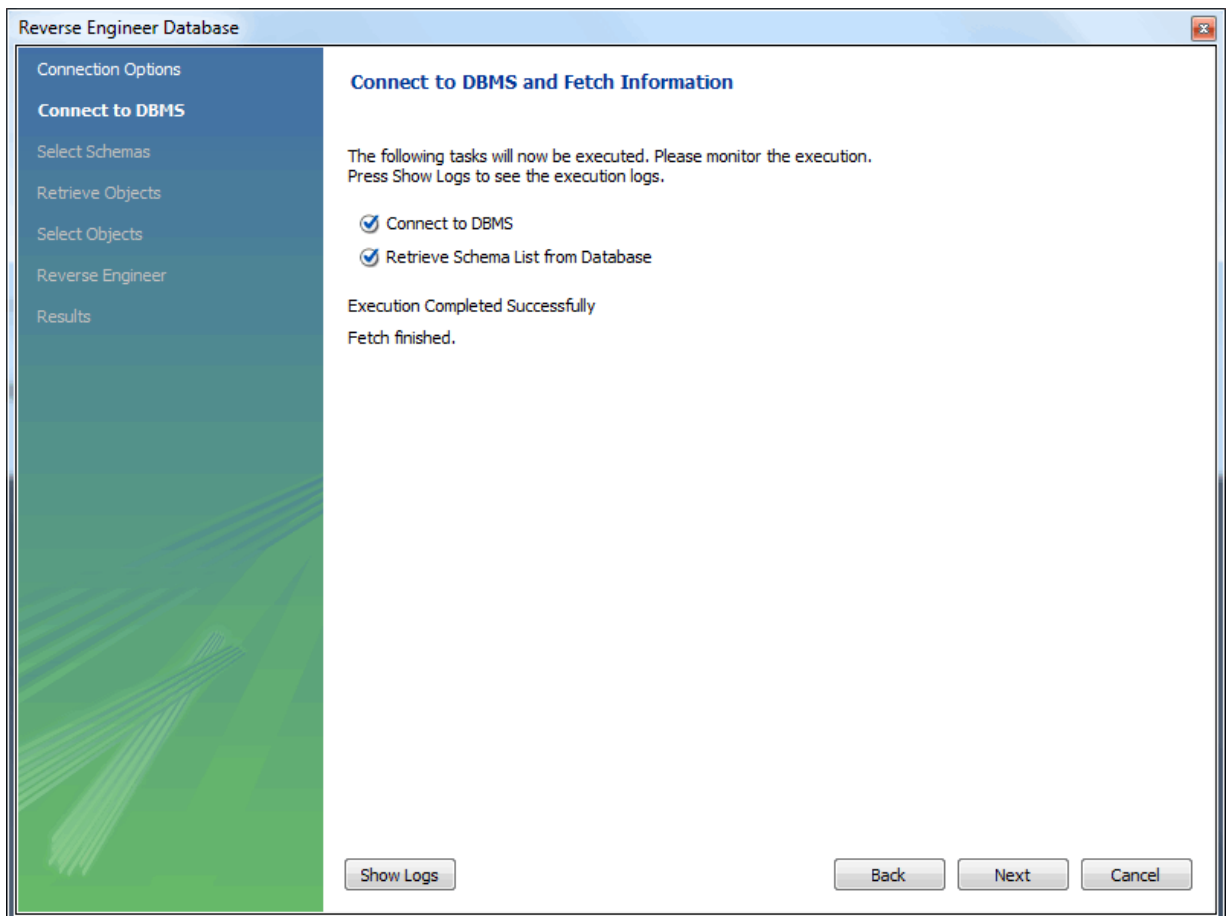 Reverse Engineer Database
Connection Options
Connect to DBMS
Select Schemas
Retrieve Objects
Select Objects
Reverse Engineer
Results
Connect to DBMS and Fetch Information
The following tasks will now be executed. Please monitor the execution.
Press Show Logs to see the execution logs.
Connect to DBMS
Retrieve Schema List from Database
Execution Completed Successfully
Fetch finished.
Show Logs
Back
Next
Cancel